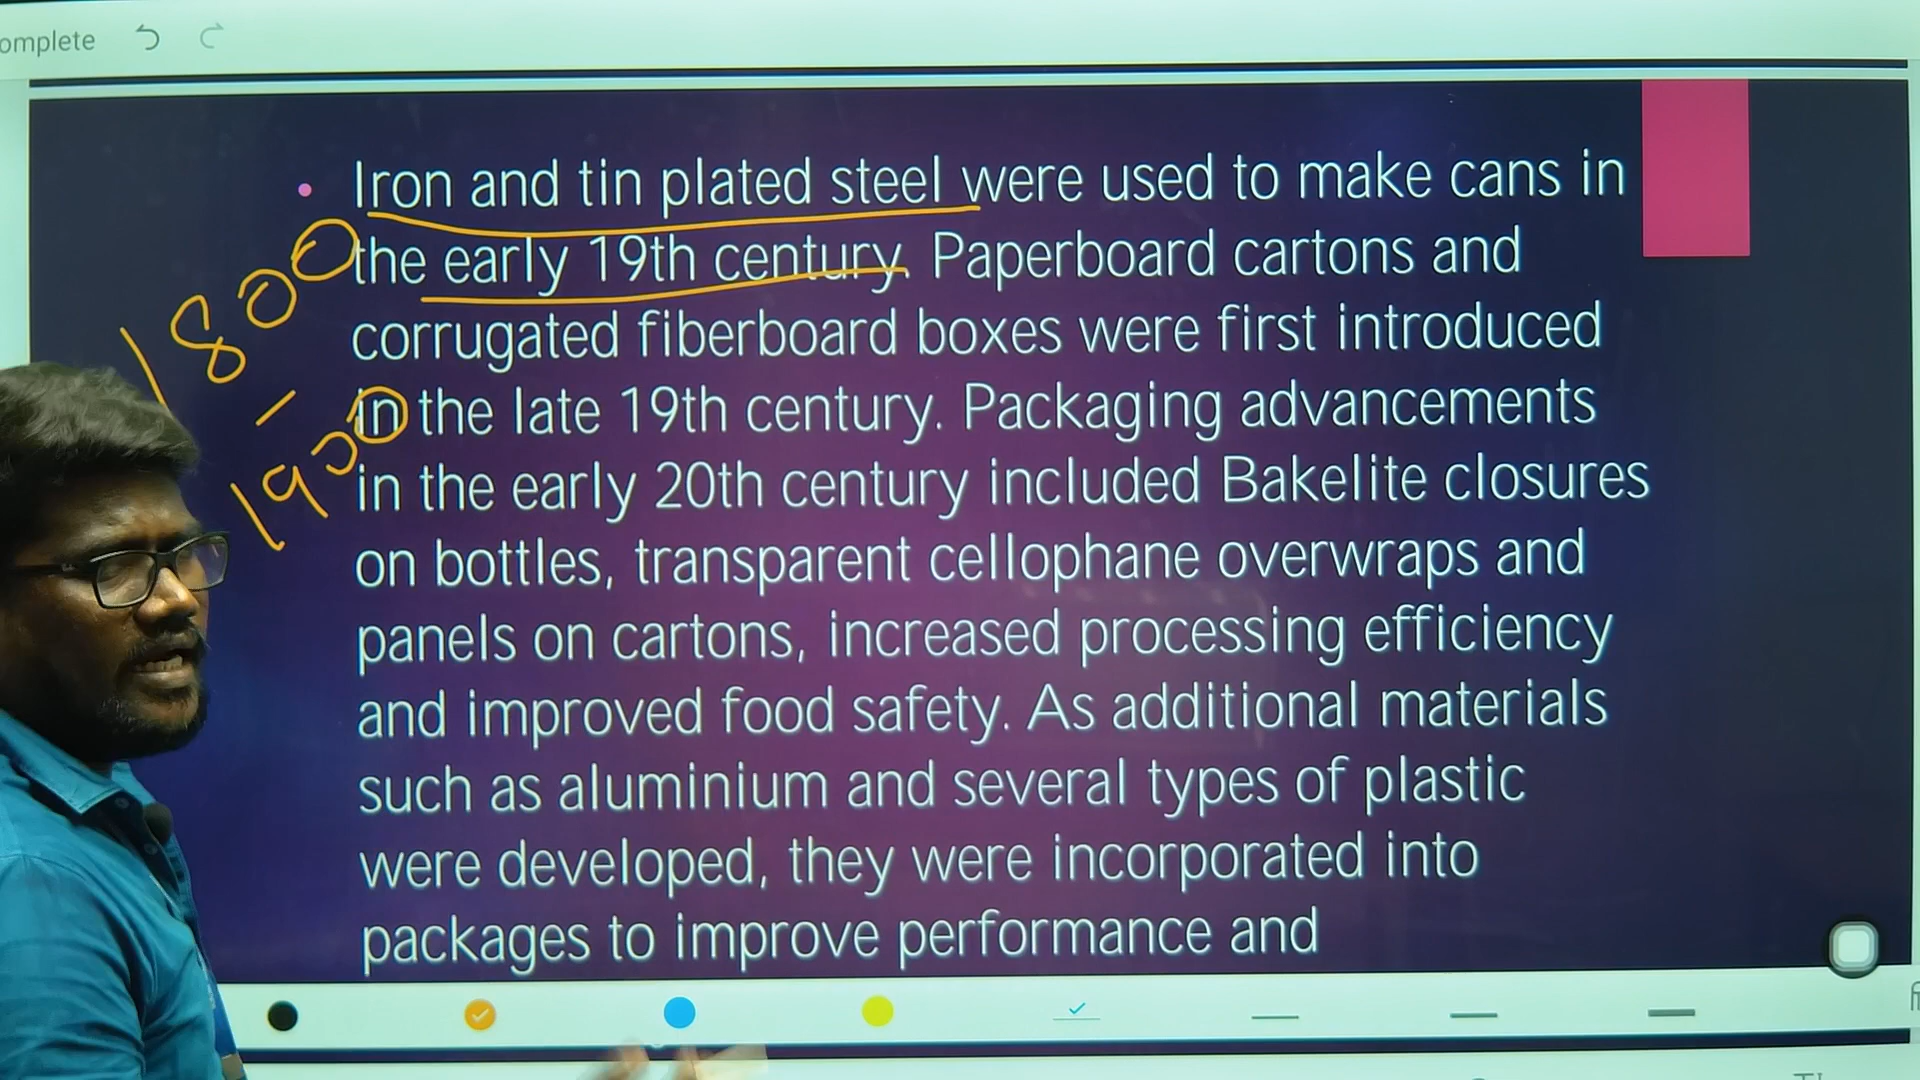 omplete
• Iron and tin plated steel were used to make cans in
the early 19th century. Paperboard cartons and
corrugated fiberboard boxes were first introduced
in the late 19th century. Packaging advancements
in the early 20th century included Bakelite closures
on bottles, transparent cellophane overwraps and
panels on cartons, increased processing efficiency
and improved food safety. As additional materials
such as aluminium and several types of plastic
were developed, they were incorporated into
packages to improve performance and
1800
–
1900